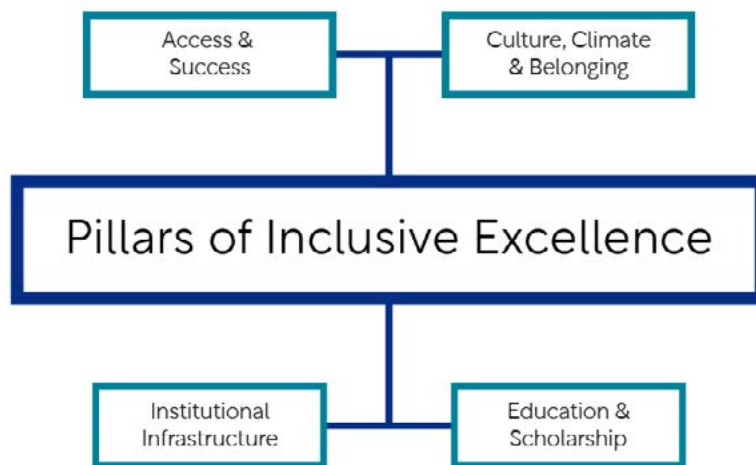 Access &
Success
Culture, Climate
& Belonging
Pillars of Inclusive Excellence
Institutional
Infrastructure
Education &
Scholarship